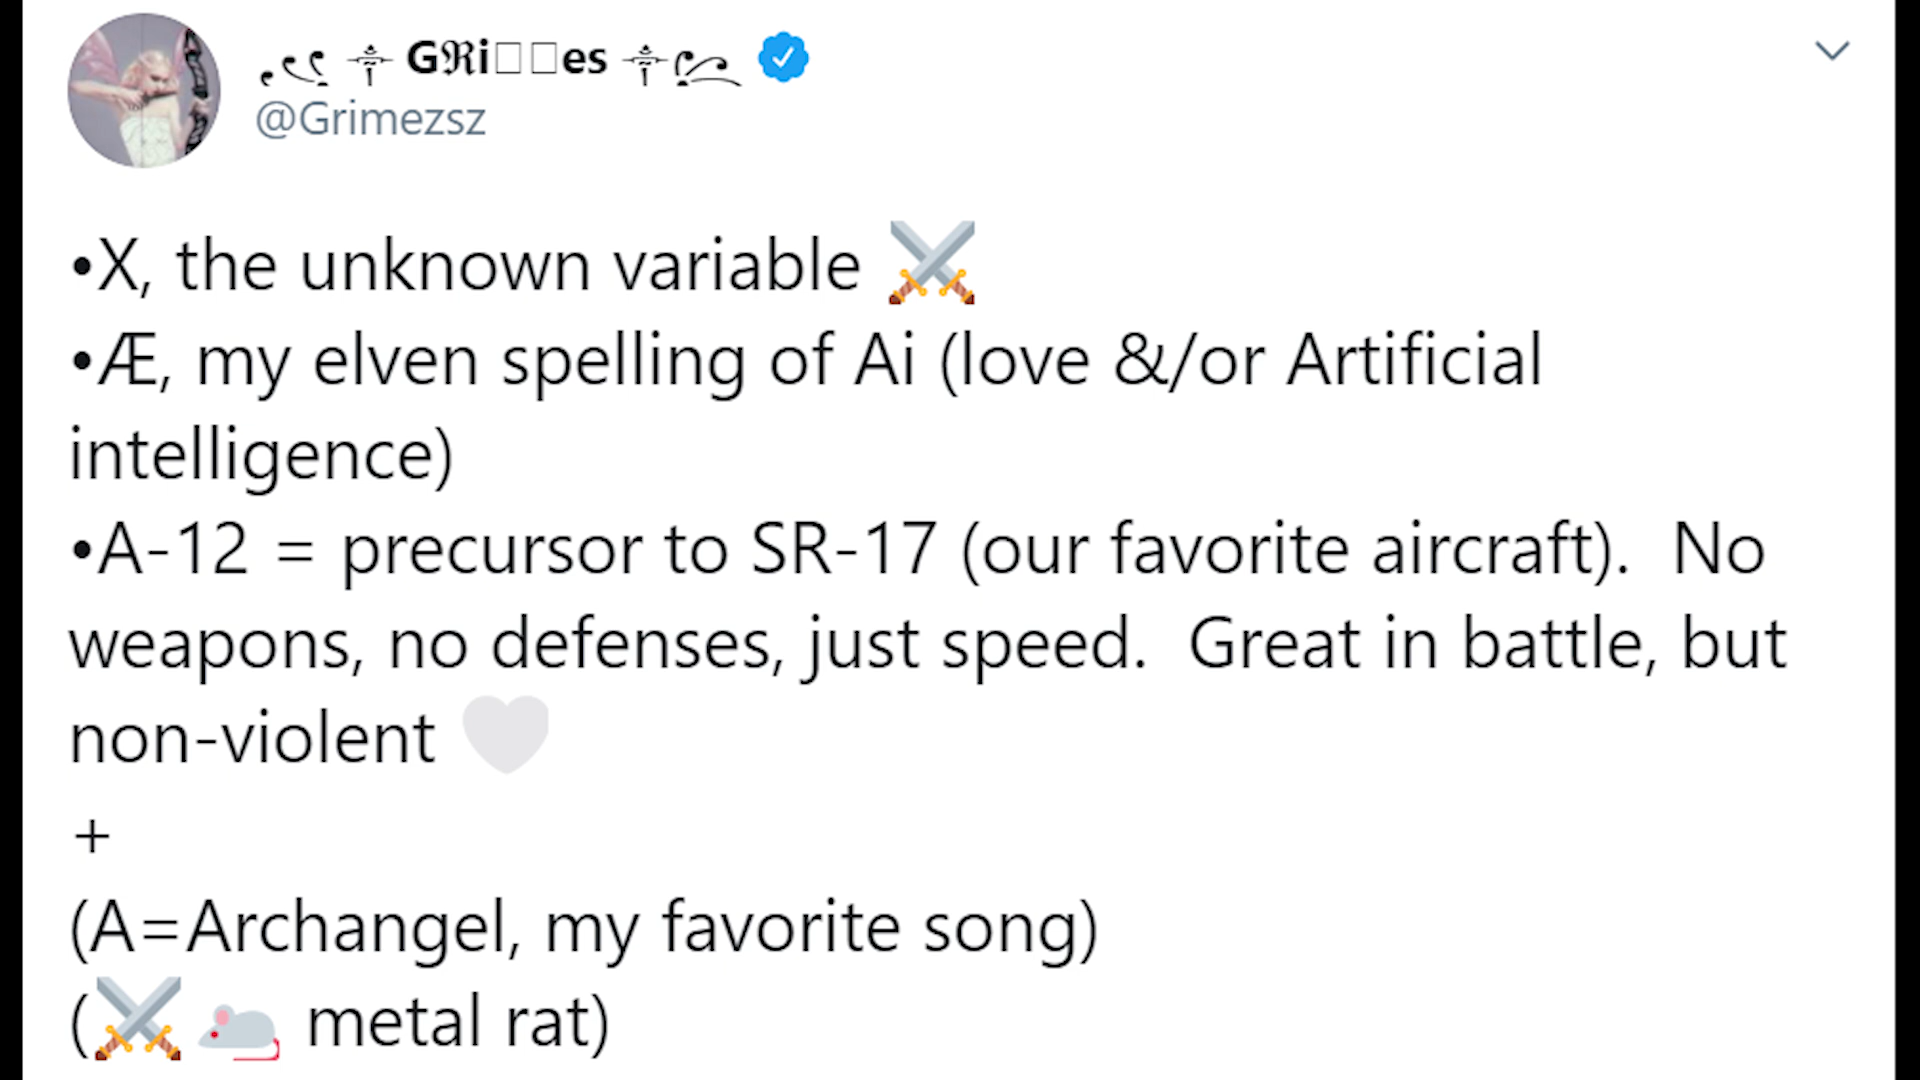 Gℜi□□es
@Grimezsz
•X, the unknown variable ⚔️
•Æ, my elven spelling of Ai (love &/or Artificial
intelligence)
•A-12 = precursor to SR-17 (our favorite aircraft).  No
weapons, no defenses, just speed.  Great in battle, but
non-violent 🤍
+
(A=Archangel, my favorite song)
(⚔️🐁 metal rat)